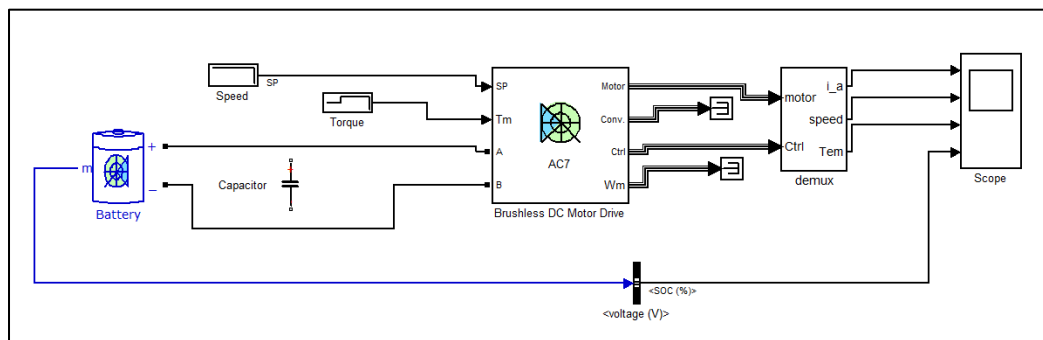 Speed
SP
Torque
m
+
−
Battery
Capacitor
SP
Tm
A
B
AC7
Motor
Conv.
Ctrl
Wm
Brushless DC Motor Drive
motor
Ctrl
i_a
speed
Tem
demux
Scope
<SOC (%)>
<voltage (V)>